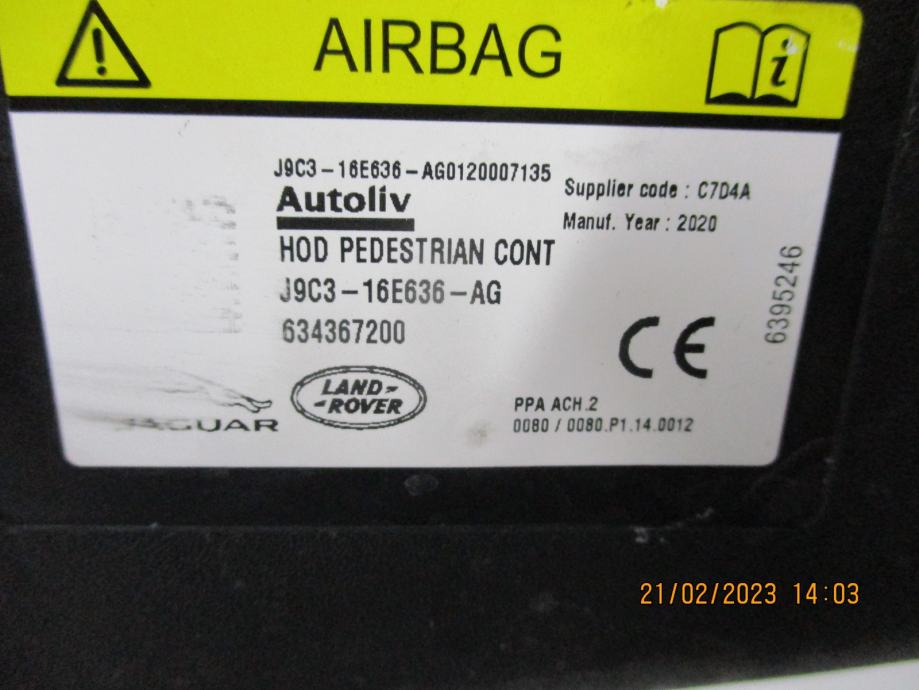 AIRBAG
J9C3-16E636-AG0120007135
Autoliv
Supplier code : C7D4A
Manuf. Year : 2020
HOD PEDESTRIAN CONT
J9C3-16E636-AG
634367200
6395246
CE
LAND-
-ROVER
JAGUAR
PPA ACH.2
0080 / 0080.P1.14.0012
21/02/2023 14:03